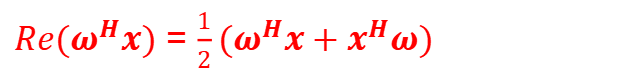 Re(ωᴴx) = ½(ωᴴx + xᴴω)